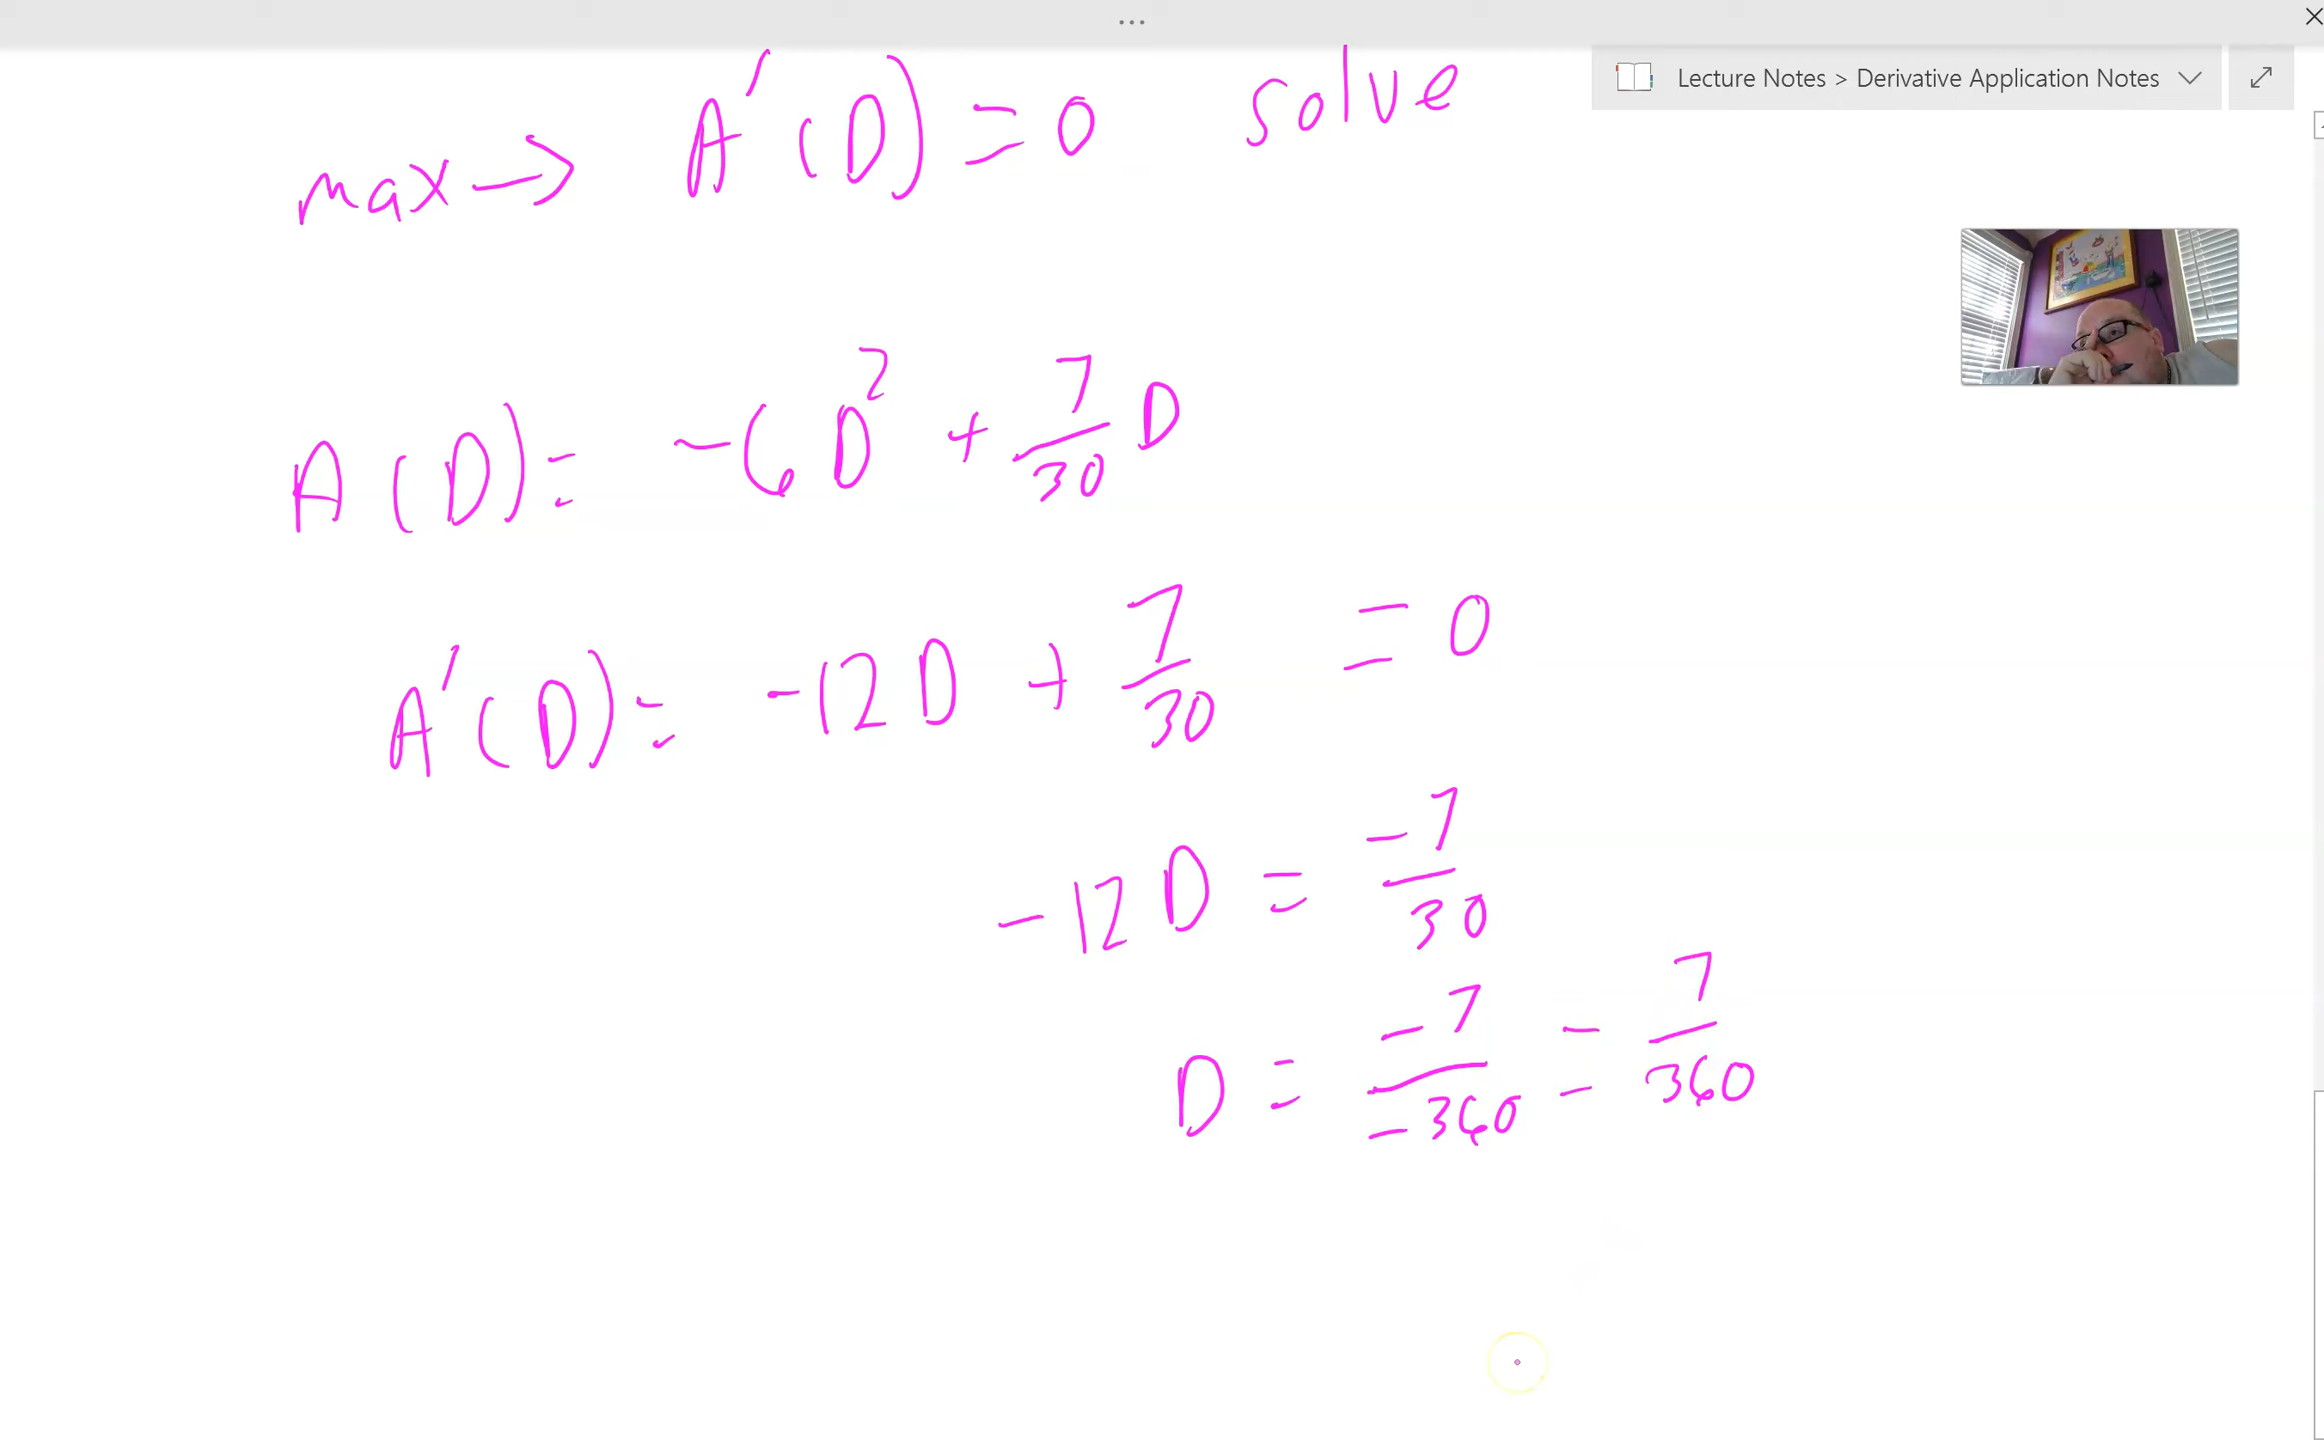 ...
Lecture Notes > Derivative Application Notes
max → A'(D) = 0 solve
A(D) = -6D² + 7/30 D
A'(D) = -12D + 7/30 = 0
-12D = -7/30
D = -7/-360 = 7/360